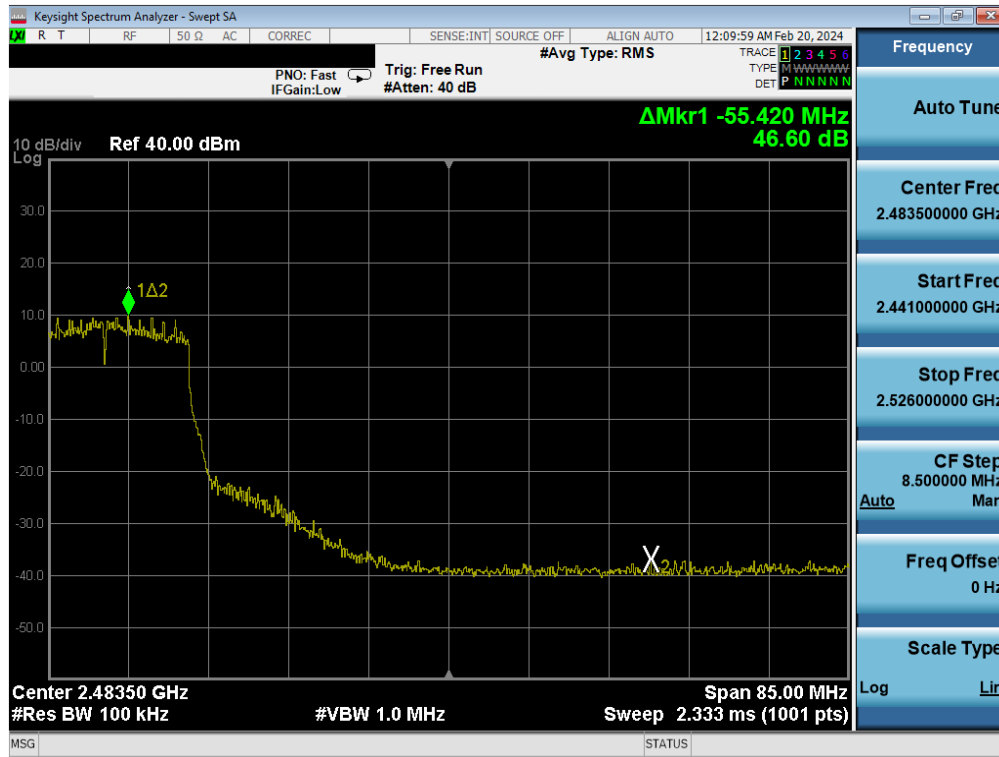 Keysight Spectrum Analyzer - Swept SA
LXI R T RF 50 Ω AC CORREC SENSE:INT SOURCE OFF ALIGN AUTO 12:09:59 AM Feb 20, 2024
#Avg Type: RMS
TRACE 1 2 3 4 5 6
PNO: Fast
Trig: Free Run
TYPE M WWWWW
IFGain:Low
#Atten: 40 dB
DET P N N N N N
ΔMkr1 -55.420 MHz
46.60 dB
10 dB/div Ref 40.00 dBm
Log
30.0
20.0
1Δ2
10.0
0.00
-10.0
-20.0
-30.0
X2
-40.0
-50.0
Center 2.48350 GHz
Span 85.00 MHz
#Res BW 100 kHz
#VBW 1.0 MHz
Sweep 2.333 ms (1001 pts)
MSG
STATUS
Frequency
Auto Tune
Center Freq
2.483500000 GHz
Start Freq
2.441000000 GHz
Stop Freq
2.526000000 GHz
CF Step
8.500000 MHz
Auto Man
Freq Offset
0 Hz
Scale Type
Log Lin